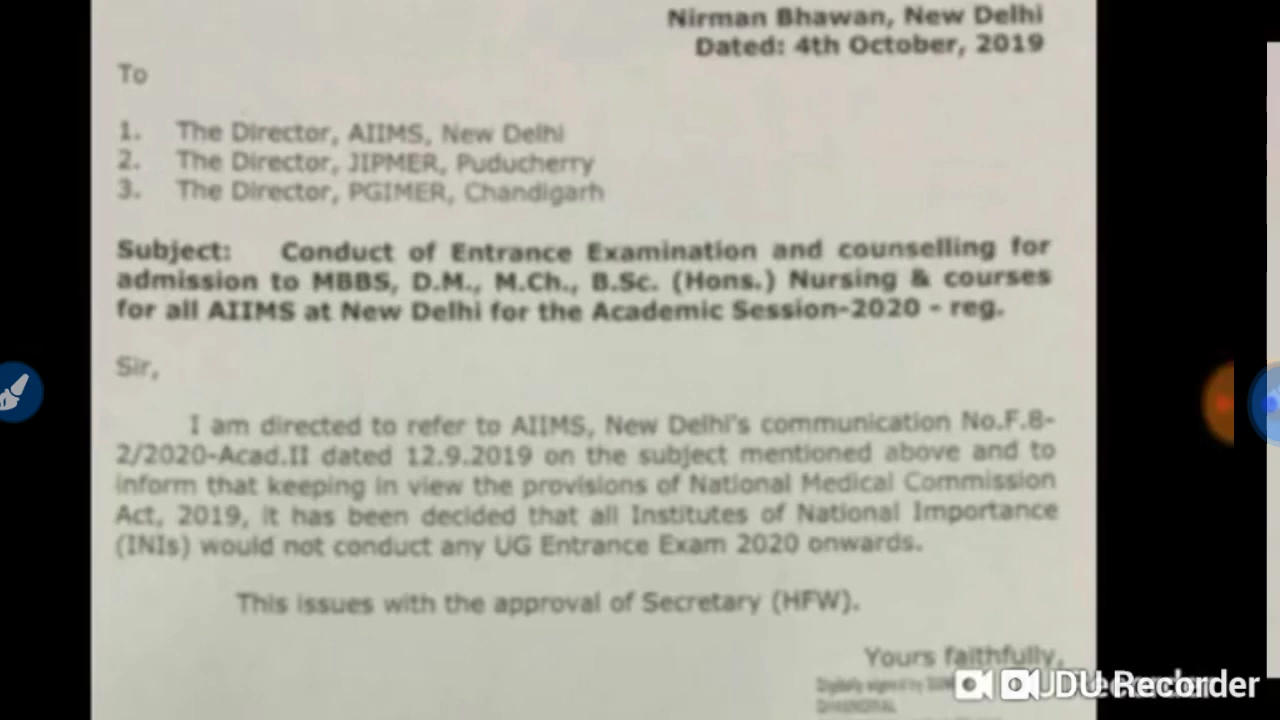 Nirman Bhawan, New Delhi
Dated: 4th October, 2019
To
1. The Director, AIIMS, New Delhi
2. The Director, JIPMER, Puducherry
3. The Director, PGIMER, Chandigarh
Subject: Conduct of Entrance Examination and counselling for
admission to MBBS, D.M., M.Ch., B.Sc. (Hons.) Nursing & courses
for all AIIMS at New Delhi for the Academic Session-2020 - reg.
Sir,
I am directed to refer to AIIMS, New Delhi's communication No.F.8-
2/2020-Acad.II dated 12.9.2019 on the subject mentioned above and to
inform that keeping in view the provisions of National Medical Commission
Act, 2019, it has been decided that all Institutes of National Importance
(INIs) would not conduct any UG Entrance Exam 2020 onwards.
This issues with the approval of Secretary (HFW).
Yours faithfully,
Digitally signed by
DU Recorder